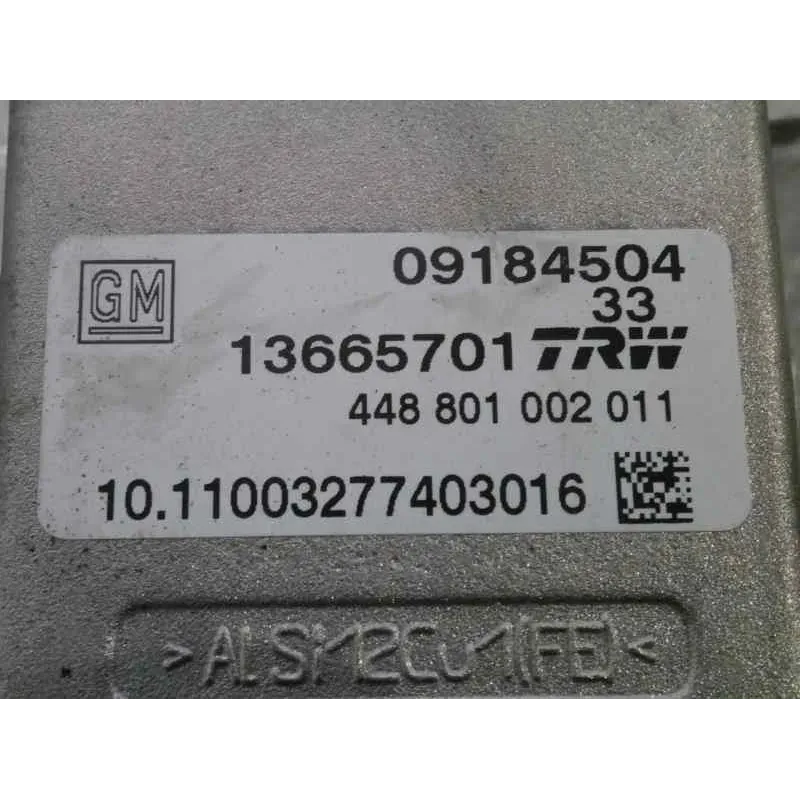 GM
09184504
33
13665701 TRW
448 801 002 011
10.11003277403016
>ALSi12Cu1(FE)<